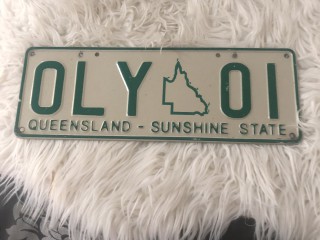 OLY 01
QUEENSLAND - SUNSHINE STATE